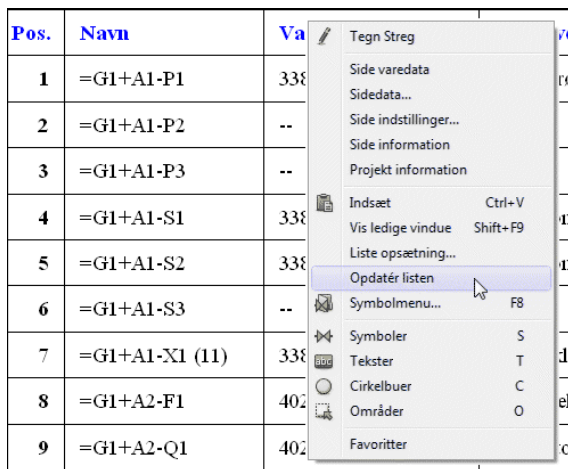 Pos. Navn Va
1 =G1+A1-P1 338
2 =G1+A1-P2 --
3 =G1+A1-P3 --
4 =G1+A1-S1 338
5 =G1+A1-S2 338
6 =G1+A1-S3 --
7 =G1+A1-X1 (11) 338
8 =G1+A2-F1 402
9 =G1+A2-Q1 402
Tegn Streg
Side varedata
Sidedata...
Side indstillinger...
Side information
Projekt information
Indsæt Ctrl+V
Vis ledige vindue Shift+F9
Liste opsætning...
Opdatér listen
Symbolmenu... F8
Symboler S
abc Tekster T
Cirkelbuer C
Områder O
Favoritter